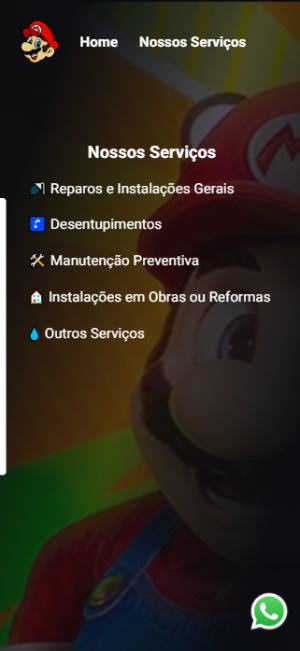 Home Nossos Serviços
Nossos Serviços
Reparos e Instalações Gerais
Desentupimentos
Manutenção Preventiva
Instalações em Obras ou Reformas
Outros Serviços